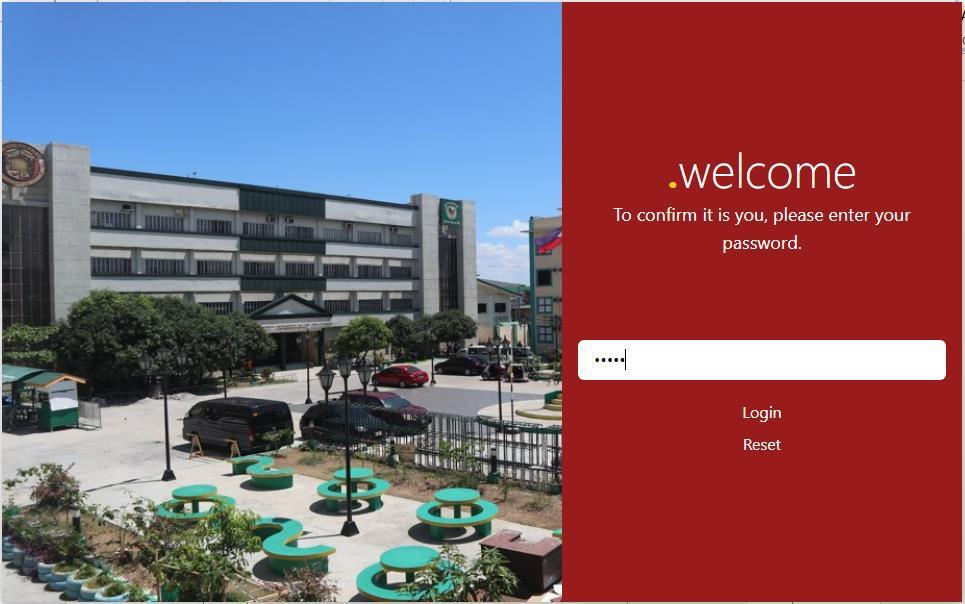 .welcome
To confirm it is you, please enter your
password.
•••••
Login
Reset